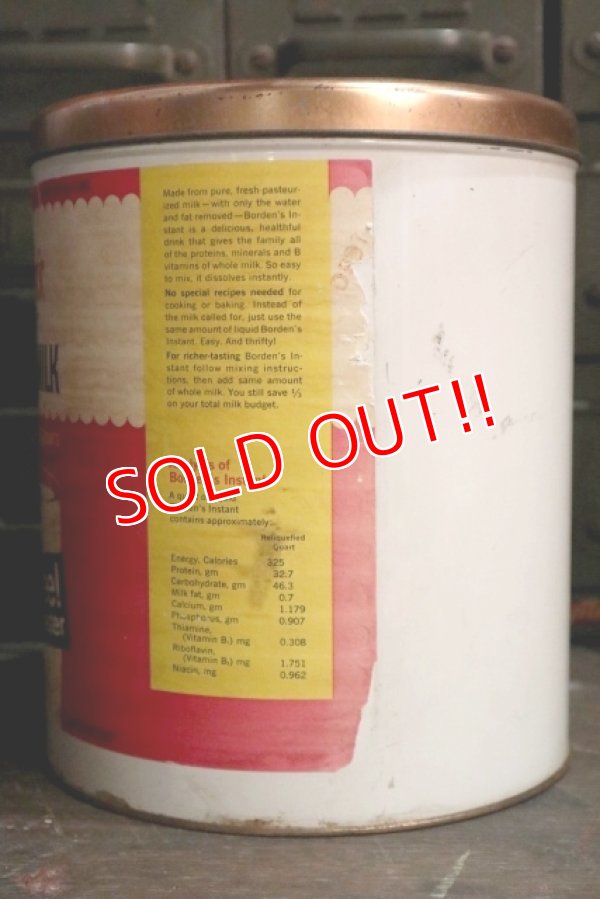 Made from pure, fresh pasteur-
ized milk—with only the water
and fat removed—Borden's In-
stant is a delicious, healthful
drink that gives the family all
of the proteins, minerals and B
vitamins of whole milk. So easy
to mix, it dissolves instantly.
No special recipes needed for
cooking or baking. Instead of
the milk called for, just use the
same amount of liquid Borden's
Instant. Easy. And thrifty!
For richer-tasting Borden's In-
stant follow mixing instruc-
tions, then add same amount
of whole milk. You still save ⅓
on your total milk budget.
SOLD OUT!!
of
Instant
contains approximately:
Reliquefied
Quart
Energy, Calories 325
Protein, gm 32.7
Carbohydrate, gm 46.3
Milk fat, gm 0.7
Calcium, gm 1.179
Phosphorus, gm 0.907
Thiamine,
(Vitamin B₁) mg 0.308
Riboflavin,
(Vitamin B₂) mg 1.751
Niacin, mg 0.962